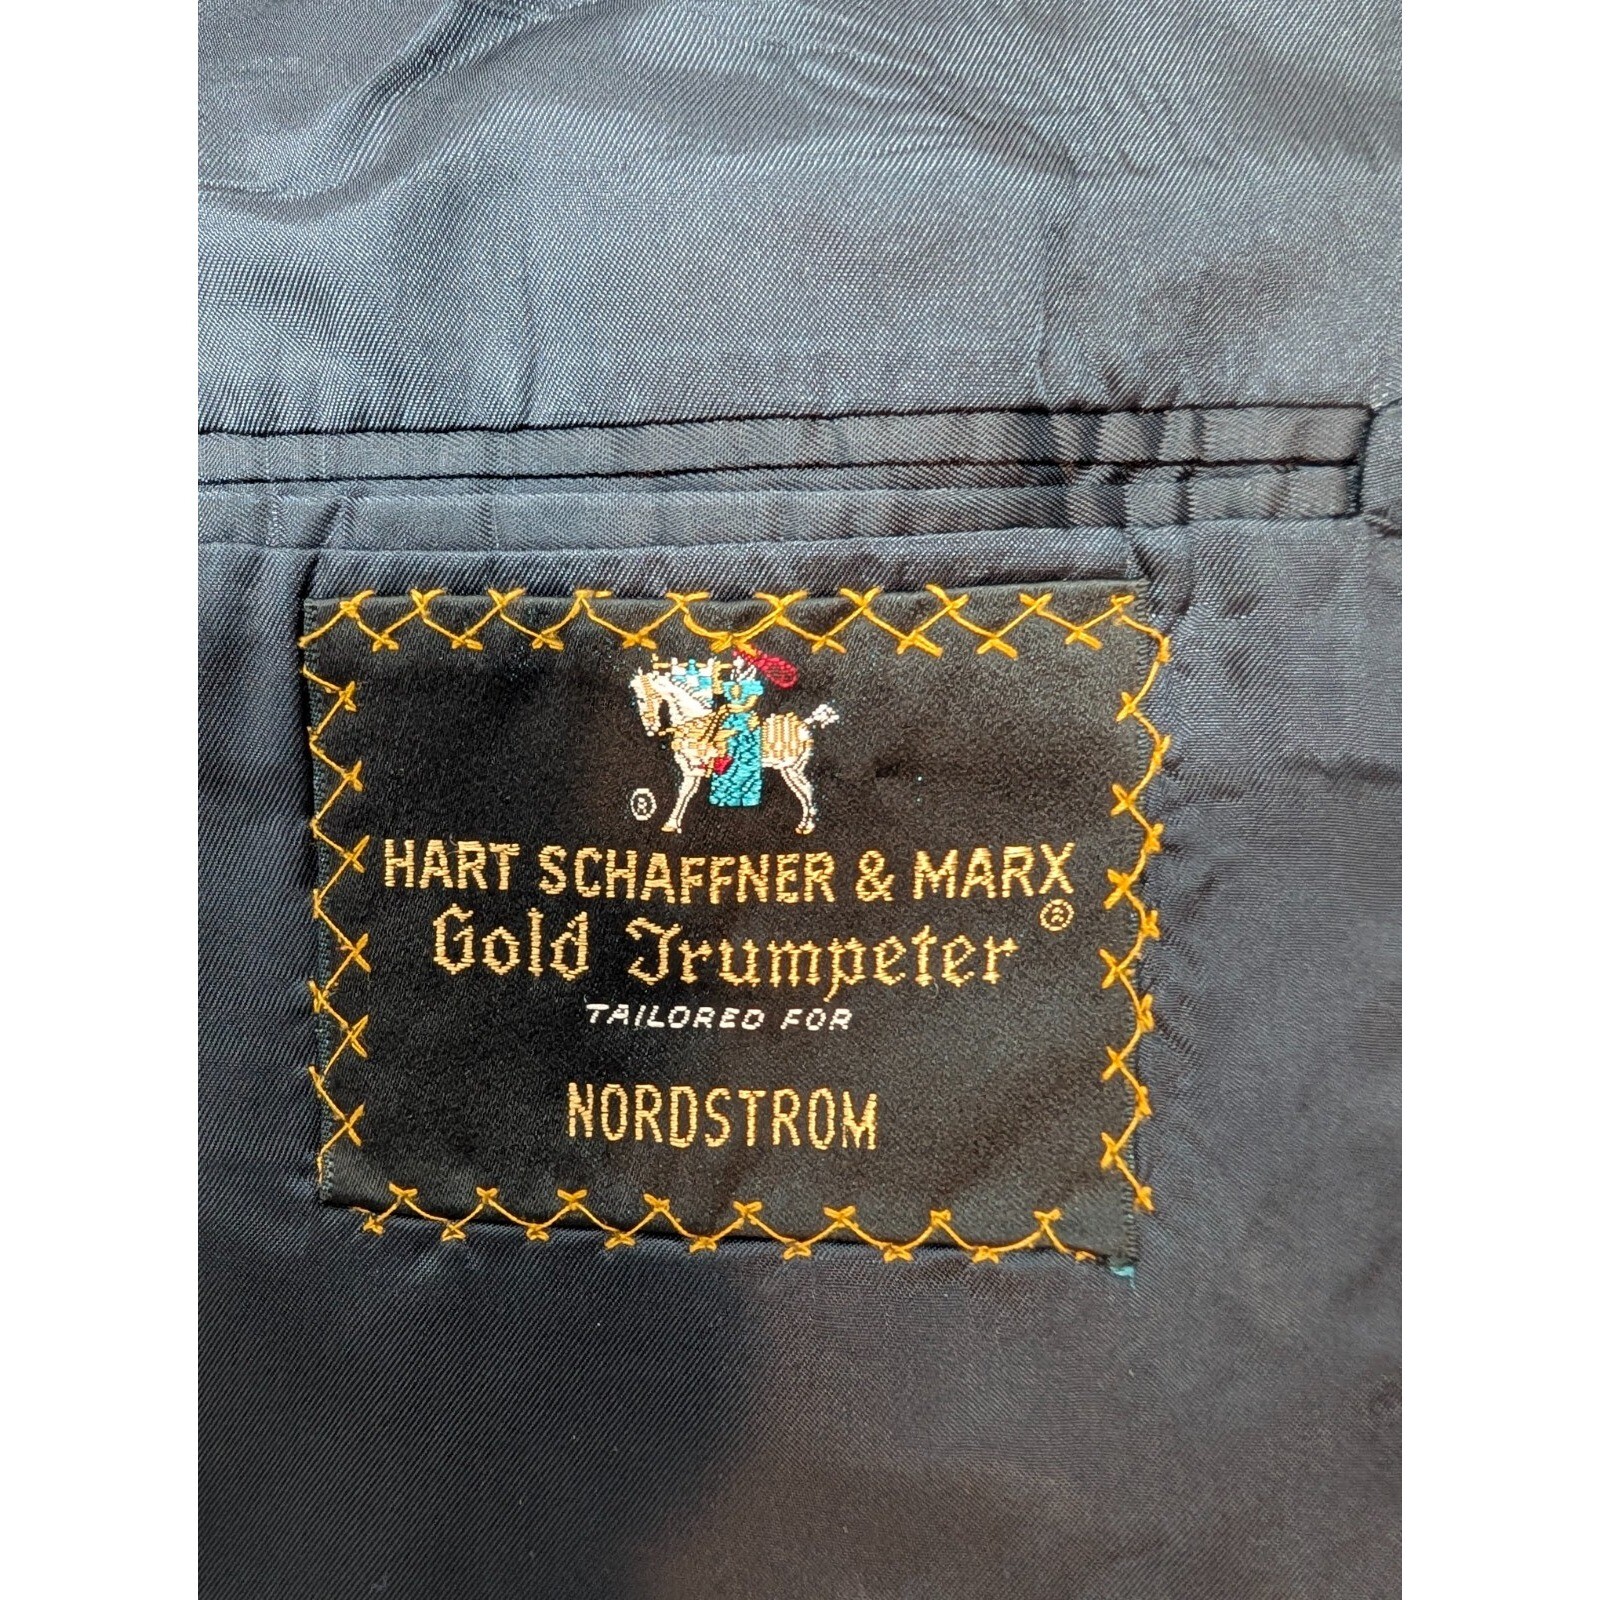 ®
HART SCHAFFNER & MARX
Gold Trumpeter ®
TAILORED FOR
NORDSTROM